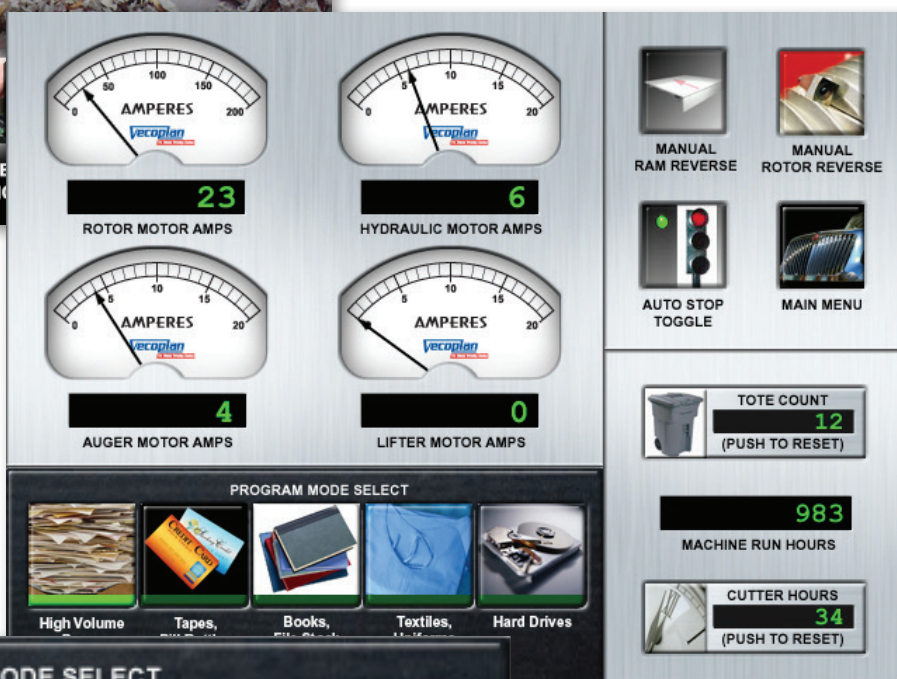 0
50
100
150
200
AMPERES
Vecoplan
23
ROTOR MOTOR AMPS
0
5
10
15
20
AMPERES
Vecoplan
6
HYDRAULIC MOTOR AMPS
0
5
10
15
20
AMPERES
Vecoplan
4
AUGER MOTOR AMPS
0
5
10
15
20
AMPERES
Vecoplan
0
LIFTER MOTOR AMPS
MANUAL
RAM REVERSE
MANUAL
ROTOR REVERSE
AUTO STOP
TOGGLE
MAIN MENU
TOTE COUNT
12
(PUSH TO RESET)
983
MACHINE RUN HOURS
CUTTER HOURS
34
(PUSH TO RESET)
PROGRAM MODE SELECT
CREDIT CARD
High Volume
Tapes,
Books,
Textiles,
Hard Drives
ODE SELECT